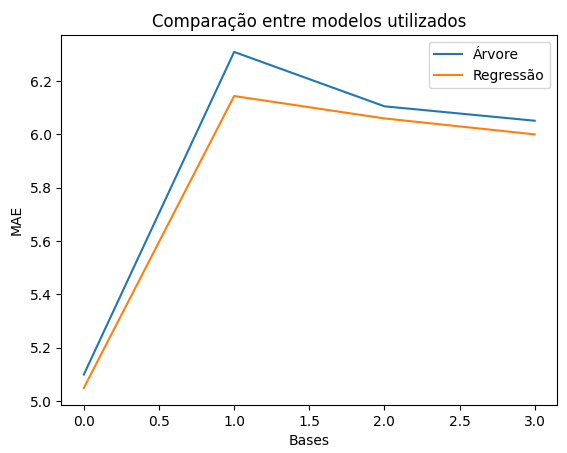 Comparação entre modelos utilizados
Árvore
Regressão
MAE
6.2
6.0
5.8
5.6
5.4
5.2
5.0
0.0 0.5 1.0 1.5 2.0 2.5 3.0
Bases